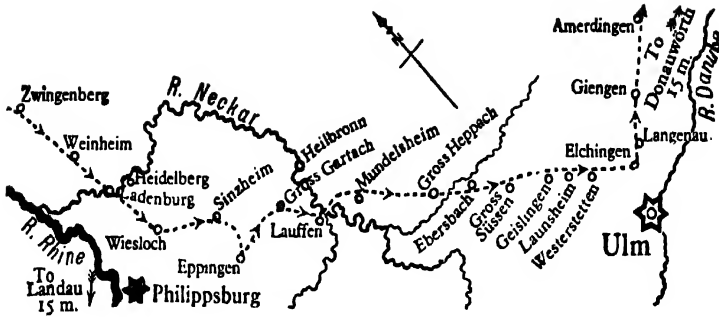 Zwingenberg
Weinheim
R. Neckar
Heidelberg
Ladenburg
Wiesloch
Sinzheim
Eppingen
Heilbronn
Gross Gartach
Lauffen
Mundelsheim
Gross Heppach
Ebersbach
Gross
Süssen
Geislingen
Launsheim
Westerstetten
Elchingen
Langenau.
Giengen
Amerdingen
To
Donauwörth
15 m.
R. Danube
Ulm
R. Rhine
To
Landau
15 m.
Philippsburg
N